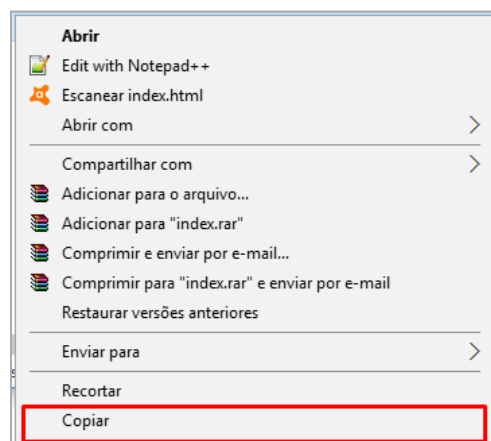 Abrir
Edit with Notepad++
Escanear index.html
Abrir com
Compartilhar com
Adicionar para o arquivo...
Adicionar para "index.rar"
Comprimir e enviar por e-mail...
Comprimir para "index.rar" e enviar por e-mail
Restaurar versões anteriores
Enviar para
Recortar
Copiar